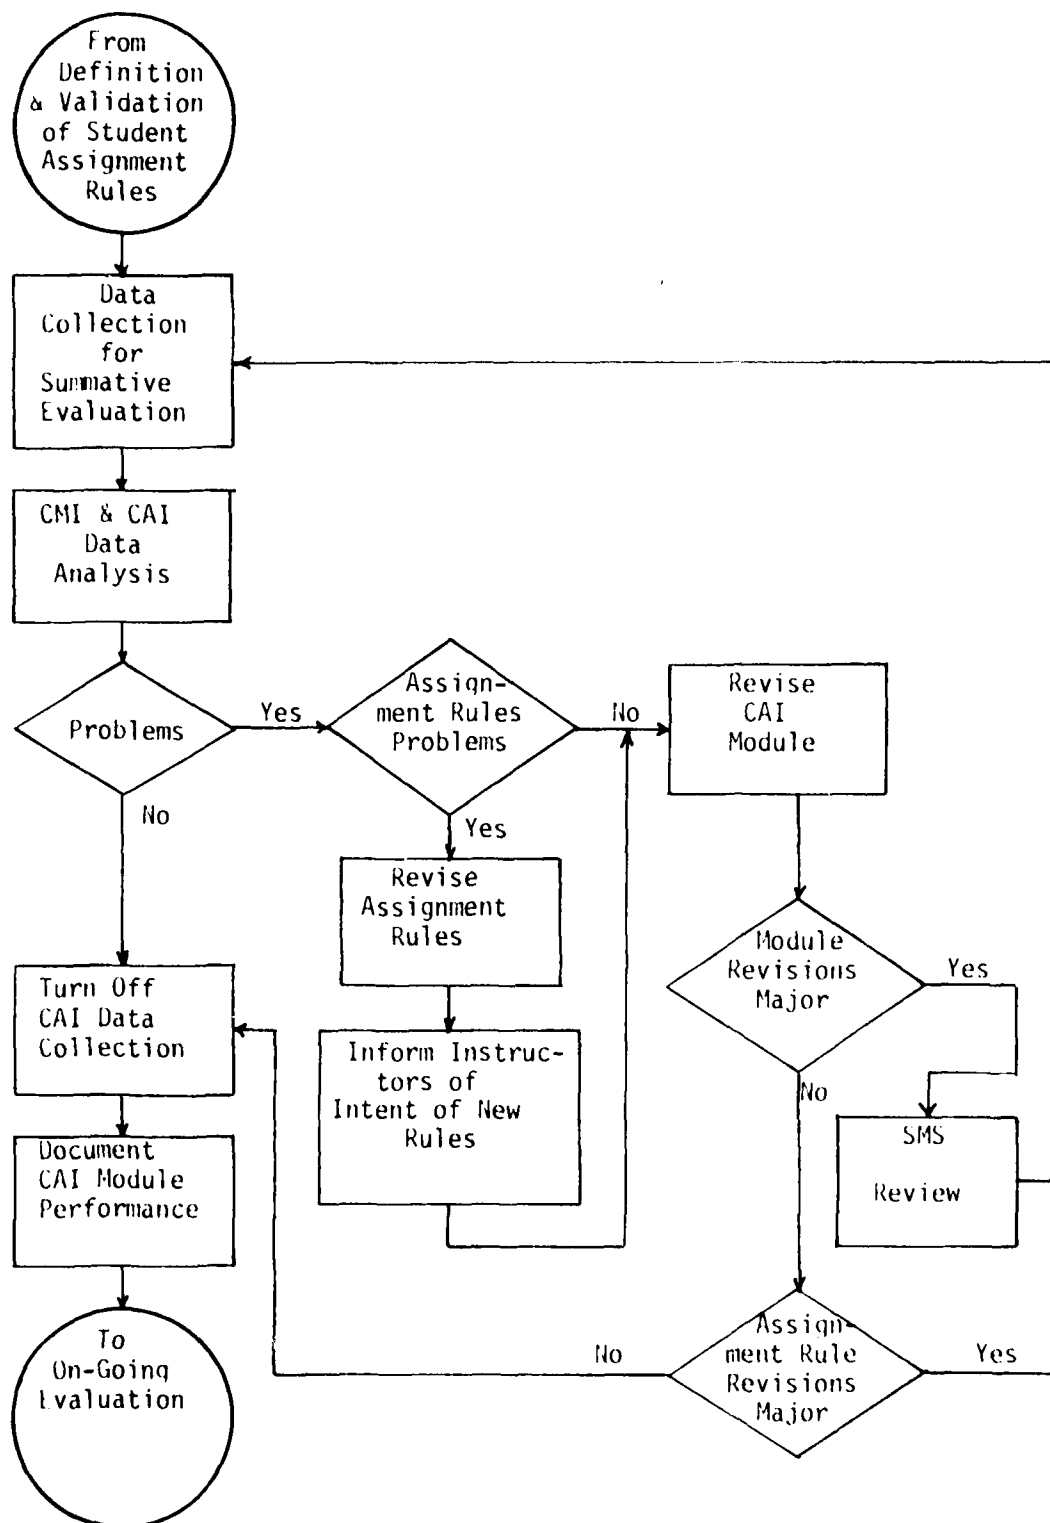 From
Definition
& Validation
of Student
Assignment
Rules
Data
Collection
for
Summative
Evaluation
CMI & CAI
Data
Analysis
Problems
Yes
No
Assign-
ment Rules
Problems
No
Yes
Revise
CAI
Module
Revise
Assignment
Rules
Inform Instruc-
tors of
Intent of New
Rules
Module
Revisions
Major
Yes
No
SMS
Review
Turn Off
CAI Data
Collection
Document
CAI Module
Performance
Assign-
ment Rule
Revisions
Major
No
Yes
To
On-Going
Evaluation